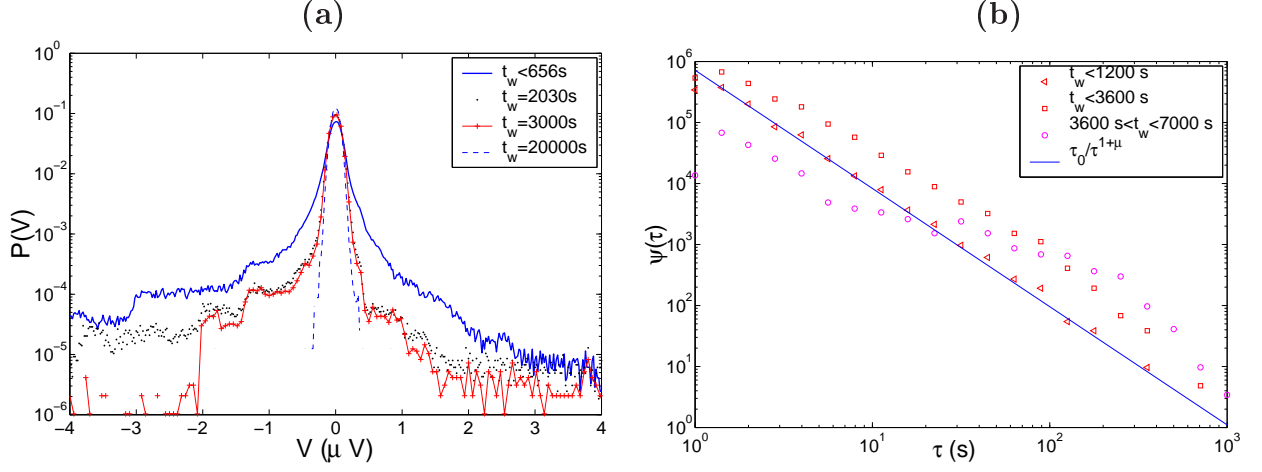 (a)
10^0
10^-1
10^-2
10^-3
10^-4
10^-5
10^-6
P(V)
−4 −3 −2 −1 0 1 2 3 4
V (μ V)
t_w<656s
t_w=2030s
t_w=3000s
t_w=20000s
(b)
10^6
10^5
10^4
10^3
10^2
10^1
10^0
ψ(τ)
10^0 10^1 10^2 10^3
τ (s)
t_w<1200 s
t_w<3600 s
3600 s<t_w<7000 s
τ_0/τ^1+μ